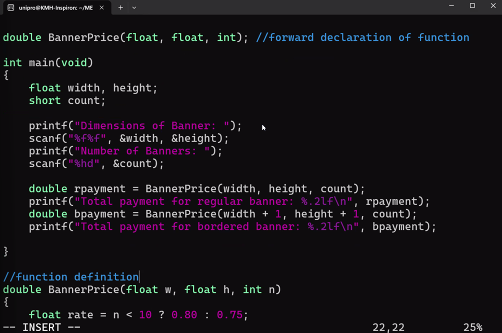 unipro@KMH-Inspiron: ~/ME
double BannerPrice(float, float, int); //forward declaration of function
int main(void)
{
float width, height;
short count;
printf("Dimensions of Banner: ");
scanf("%f%f", &width, &height);
printf("Number of Banners: ");
scanf("%hd", &count);
double rpayment = BannerPrice(width, height, count);
printf("Total payment for regular banner: %.2lf\n", rpayment);
double bpayment = BannerPrice(width + 1, height + 1, count);
printf("Total payment for bordered banner: %.2lf\n", bpayment);
}
//function definition
double BannerPrice(float w, float h, int n)
{
float rate = n < 10 ? 0.80 : 0.75;
-- INSERT -- 22,22 25%